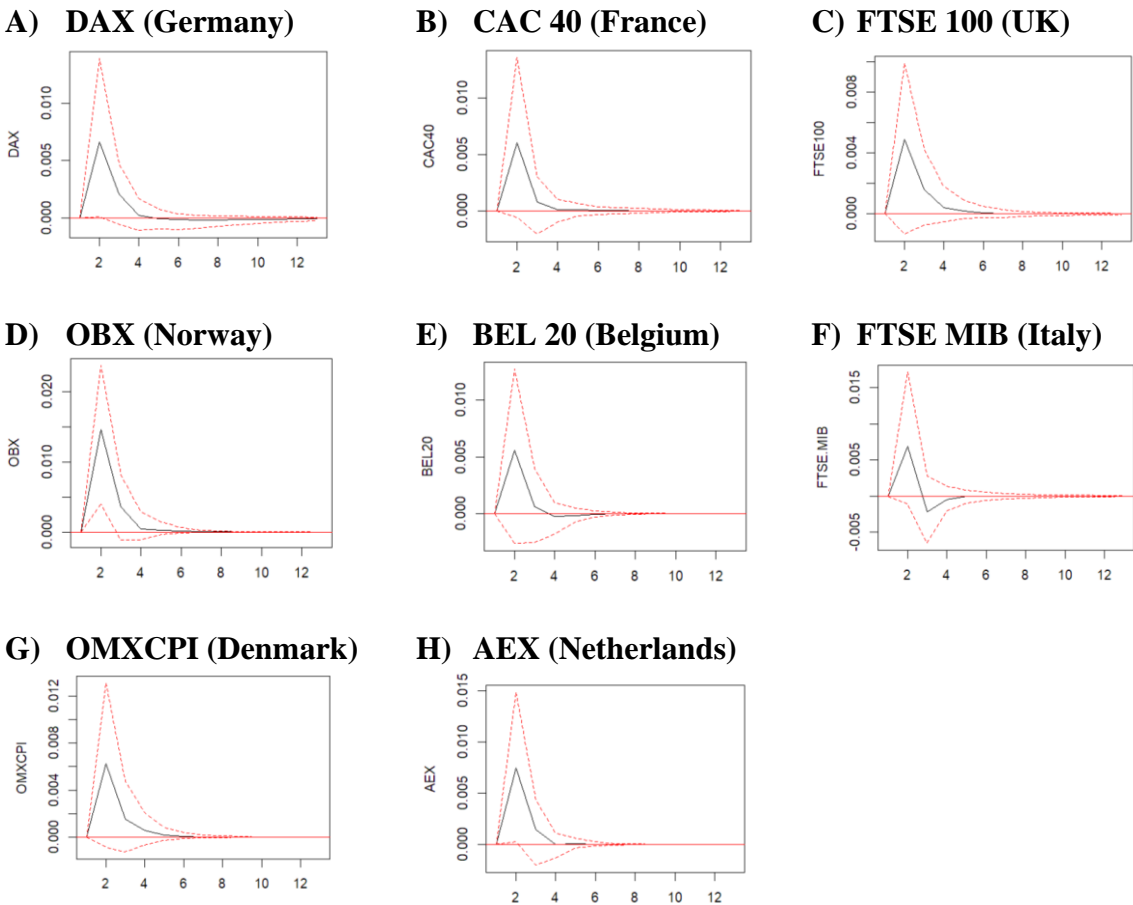 A) DAX (Germany)
B) CAC 40 (France)
C) FTSE 100 (UK)
DAX
0.000 0.005 0.010
2 4 6 8 10 12
CAC40
0.000 0.005 0.010
2 4 6 8 10 12
FTSE100
0.000 0.004 0.008
2 4 6 8 10 12
D) OBX (Norway)
E) BEL 20 (Belgium)
F) FTSE MIB (Italy)
OBX
0.000 0.010 0.020
2 4 6 8 10 12
BEL20
0.000 0.005 0.010
2 4 6 8 10 12
FTSE.MIB
-0.005 0.005 0.015
2 4 6 8 10 12
G) OMXCPI (Denmark)
H) AEX (Netherlands)
OMXCPI
0.000 0.004 0.008 0.012
2 4 6 8 10 12
AEX
0.000 0.005 0.010 0.015
2 4 6 8 10 12